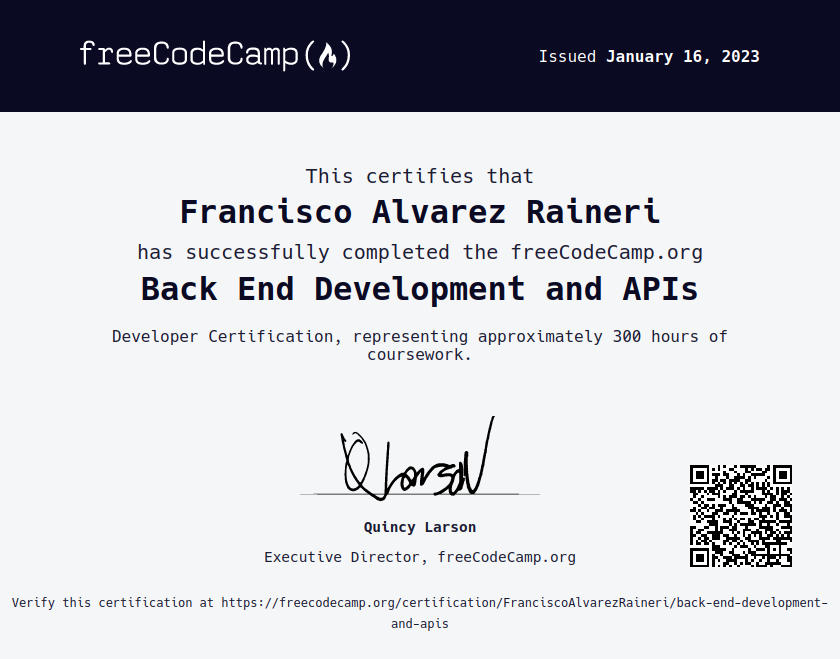 freeCodeCamp(🔥)
Issued January 16, 2023
This certifies that
Francisco Alvarez Raineri
has successfully completed the freeCodeCamp.org
Back End Development and APIs
Developer Certification, representing approximately 300 hours of
coursework.
Q Larson
Quincy Larson
Executive Director, freeCodeCamp.org
Verify this certification at https://freecodecamp.org/certification/FranciscoAlvarezRaineri/back-end-development-
and-apis